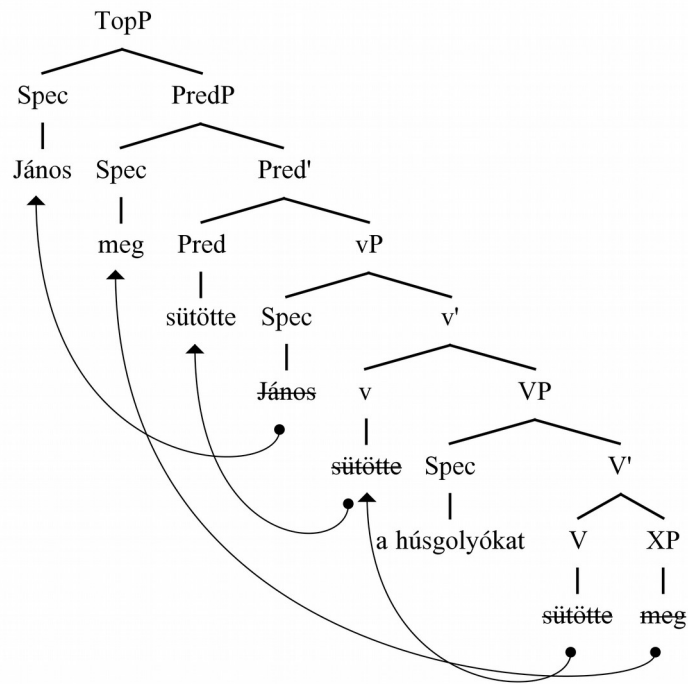 TopP
Spec PredP
János Spec Pred'
meg Pred vP
sütötte Spec v'
János v VP
sütötte Spec V'
a húsgolyókat V XP
sütötte meg